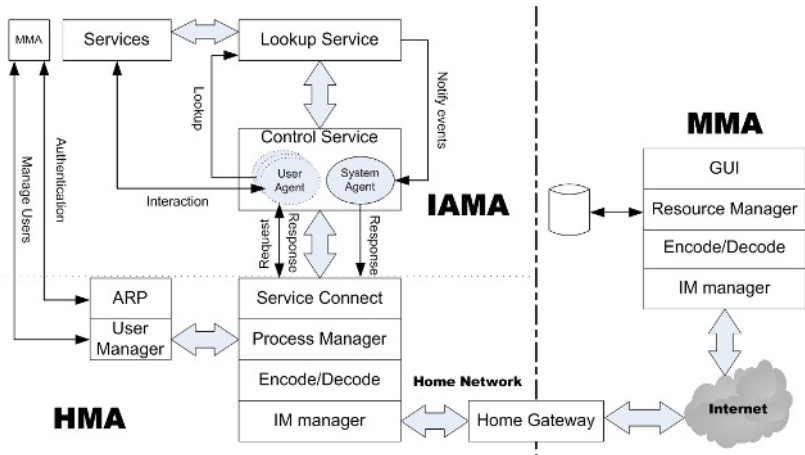 MMA
Services
Lookup Service
Lookup
Notify events
Control Service
User
Agent
System
Agent
IAMA
Manage Users
Authentication
Interaction
Request
Response
Response
ARP
User
Manager
Service Connect
Process Manager
Encode/Decode
IM manager
HMA
Home Network
Home Gateway
MMA
GUI
Resource Manager
Encode/Decode
IM manager
Internet